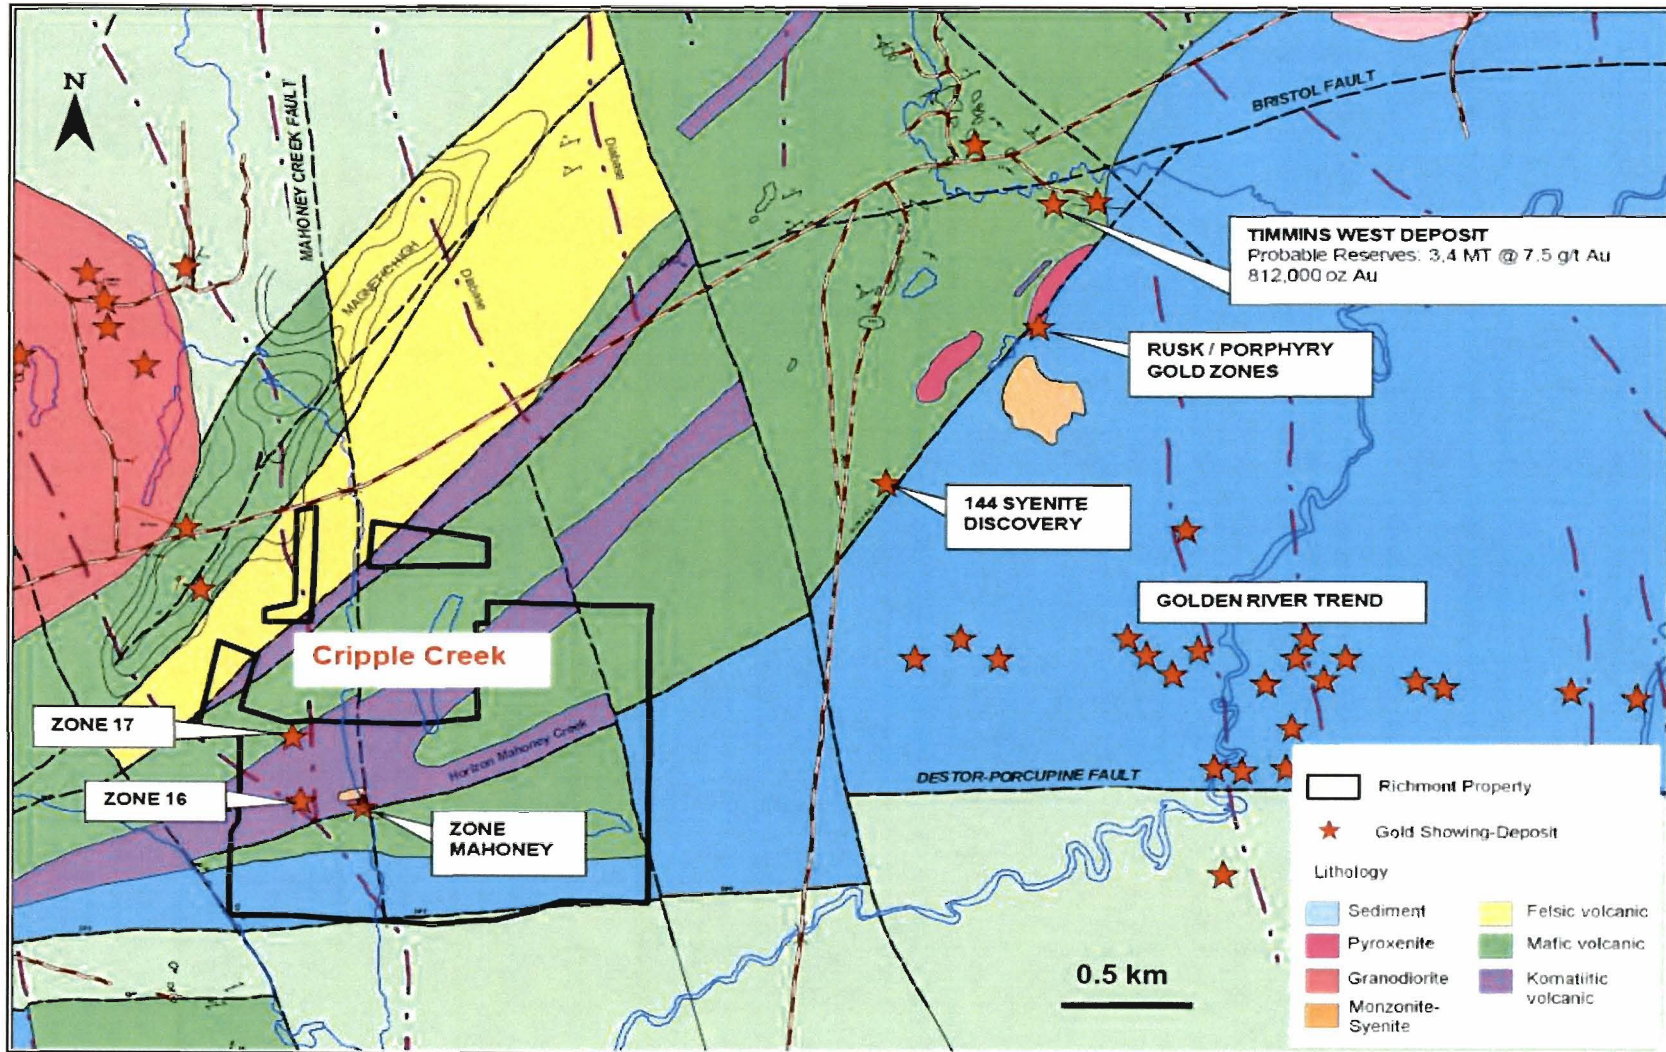 N
MAHONEY CREEK FAULT
MAGNETIC HIGH
Diabase
Diabase
BRISTOL FAULT
TIMMINS WEST DEPOSIT
Probable Reserves: 3,4 MT @ 7.5 g/t Au
812,000 oz Au
RUSK / PORPHYRY
GOLD ZONES
144 SYENITE
DISCOVERY
GOLDEN RIVER TREND
Cripple Creek
ZONE 17
ZONE 16
Horizon Mahoney Creek
ZONE
MAHONEY
DESTOR-PORCUPINE FAULT
0.5 km
Richmont Property
Gold Showing-Deposit
Lithology
Sediment
Pyroxenite
Granodiorite
Monzonite-
Syenite
Felsic volcanic
Mafic volcanic
Komatiitic
volcanic